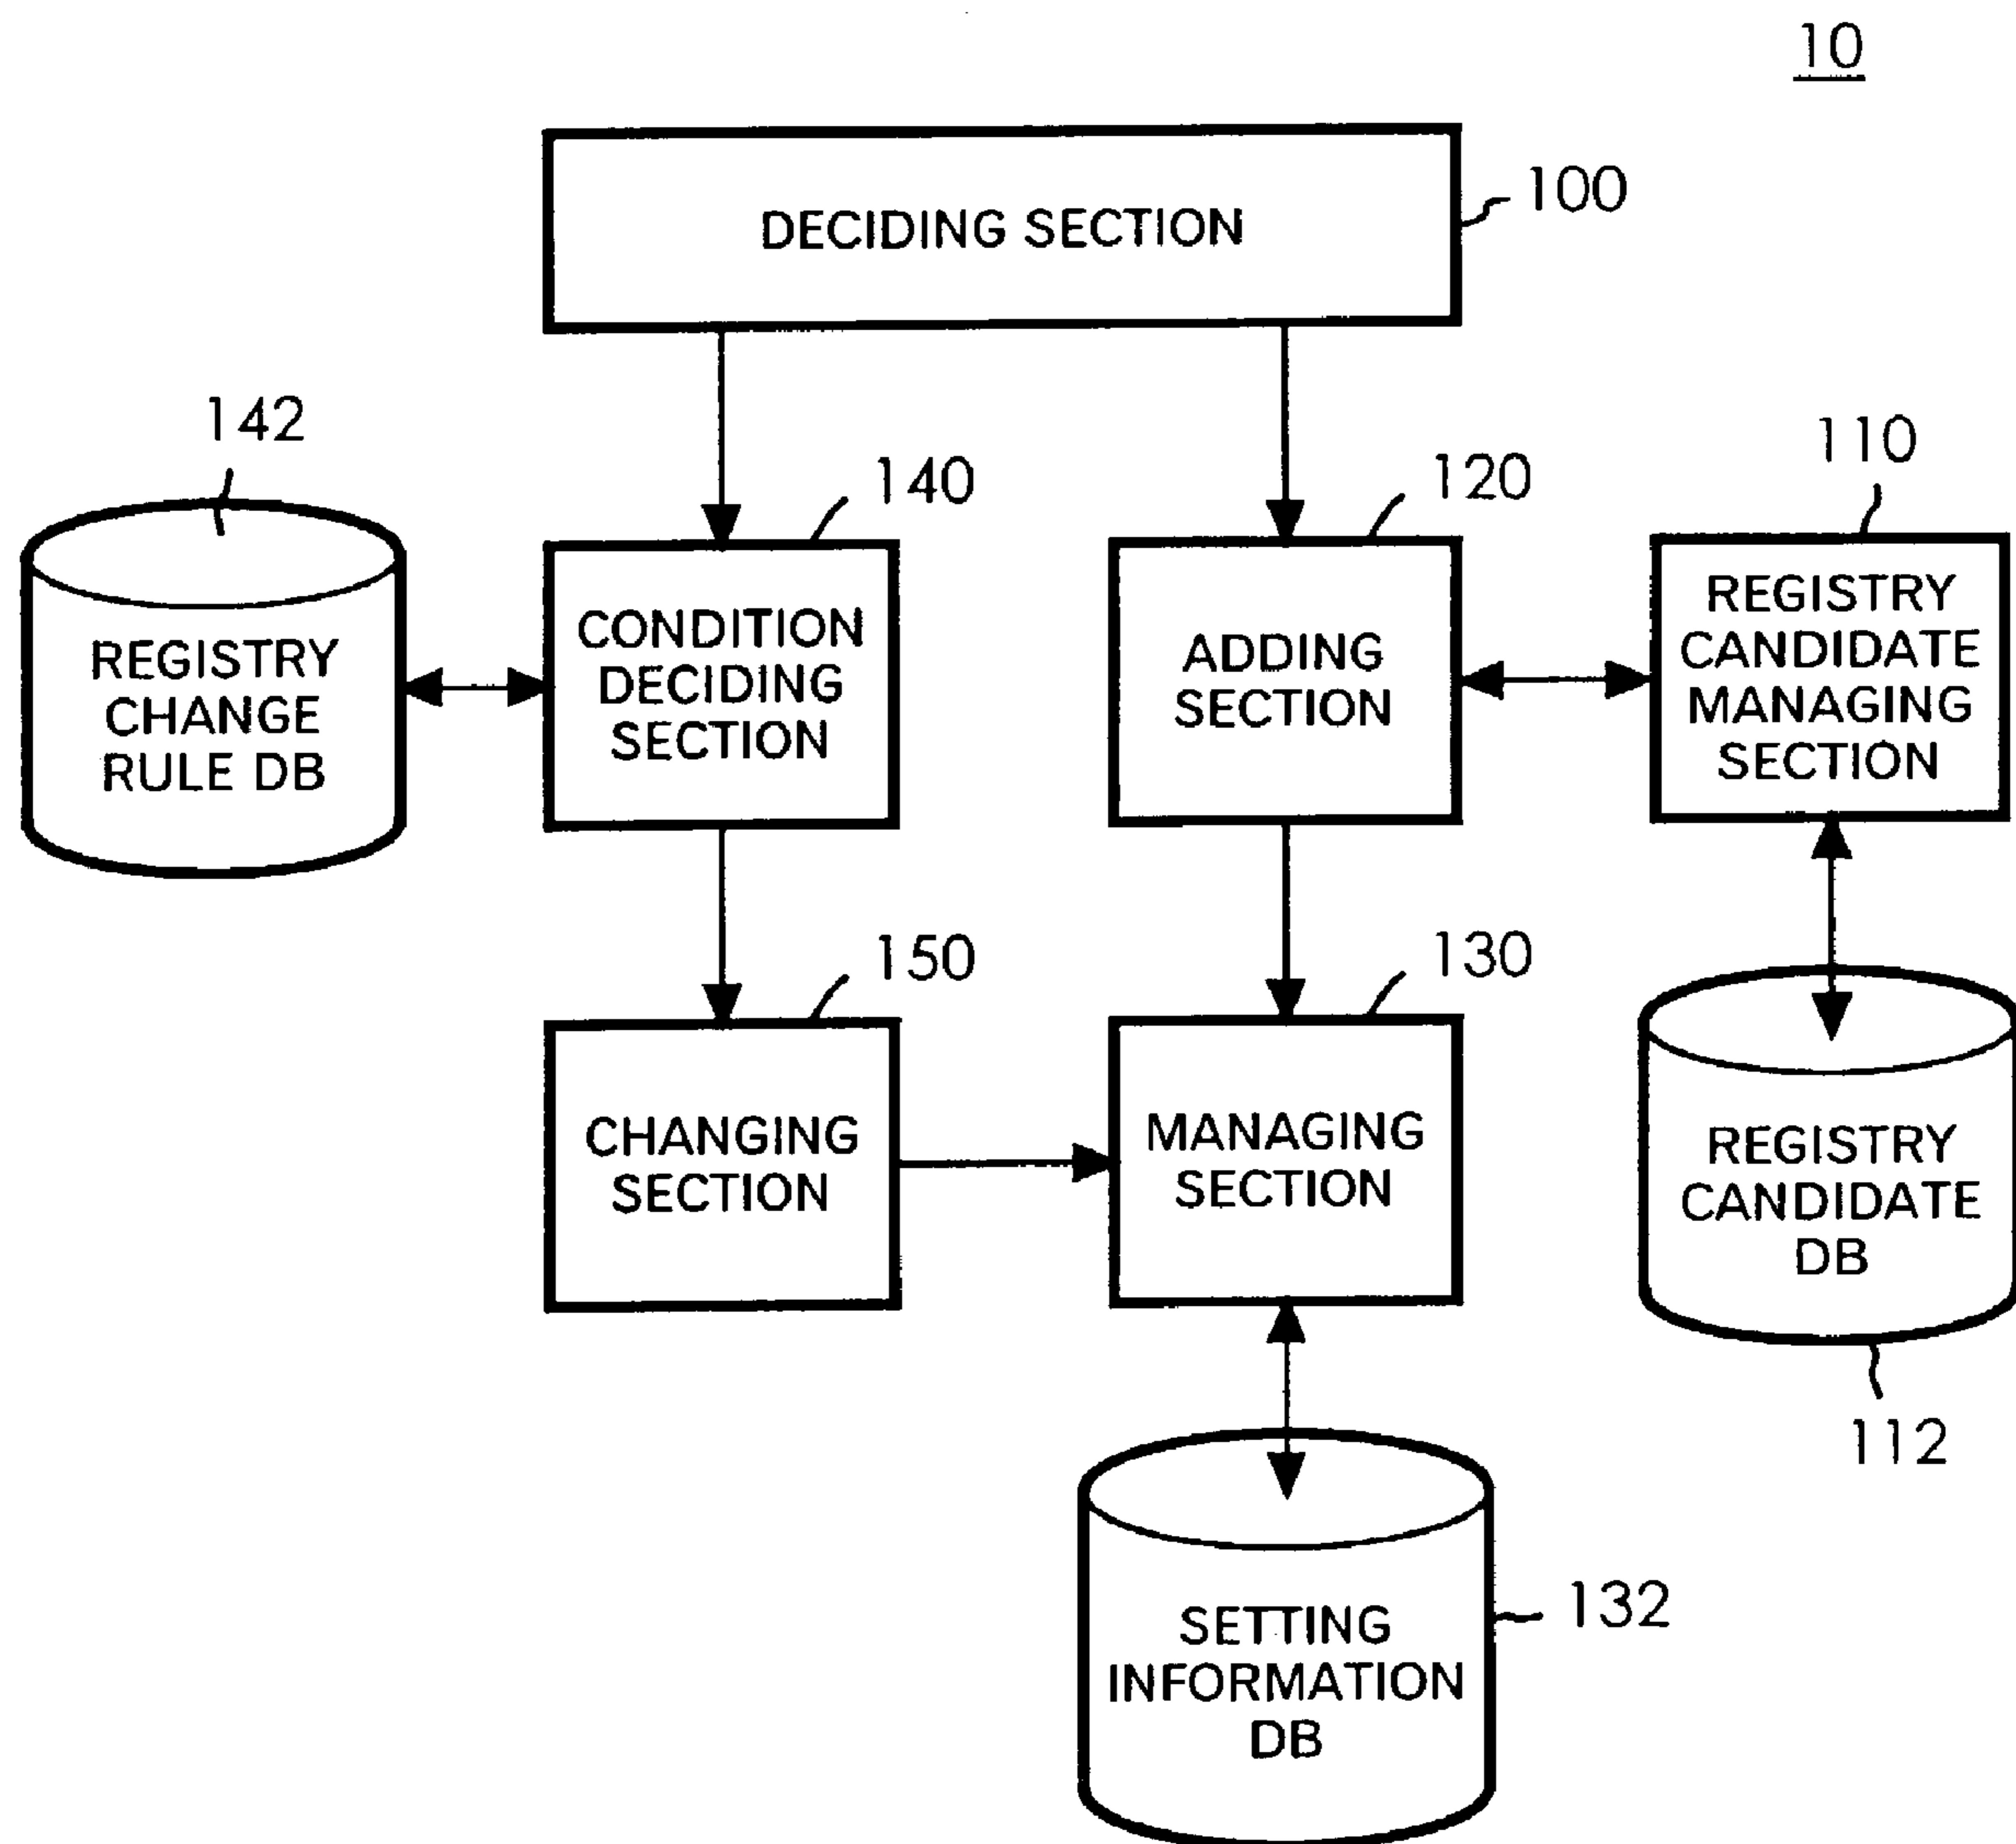 10
DECIDING SECTION
100
142
140
120
110
REGISTRY
CHANGE
RULE DB
CONDITION
DECIDING
SECTION
ADDING
SECTION
REGISTRY
CANDIDATE
MANAGING
SECTION
150
130
CHANGING
SECTION
MANAGING
SECTION
REGISTRY
CANDIDATE
DB
112
132
SETTING
INFORMATION
DB